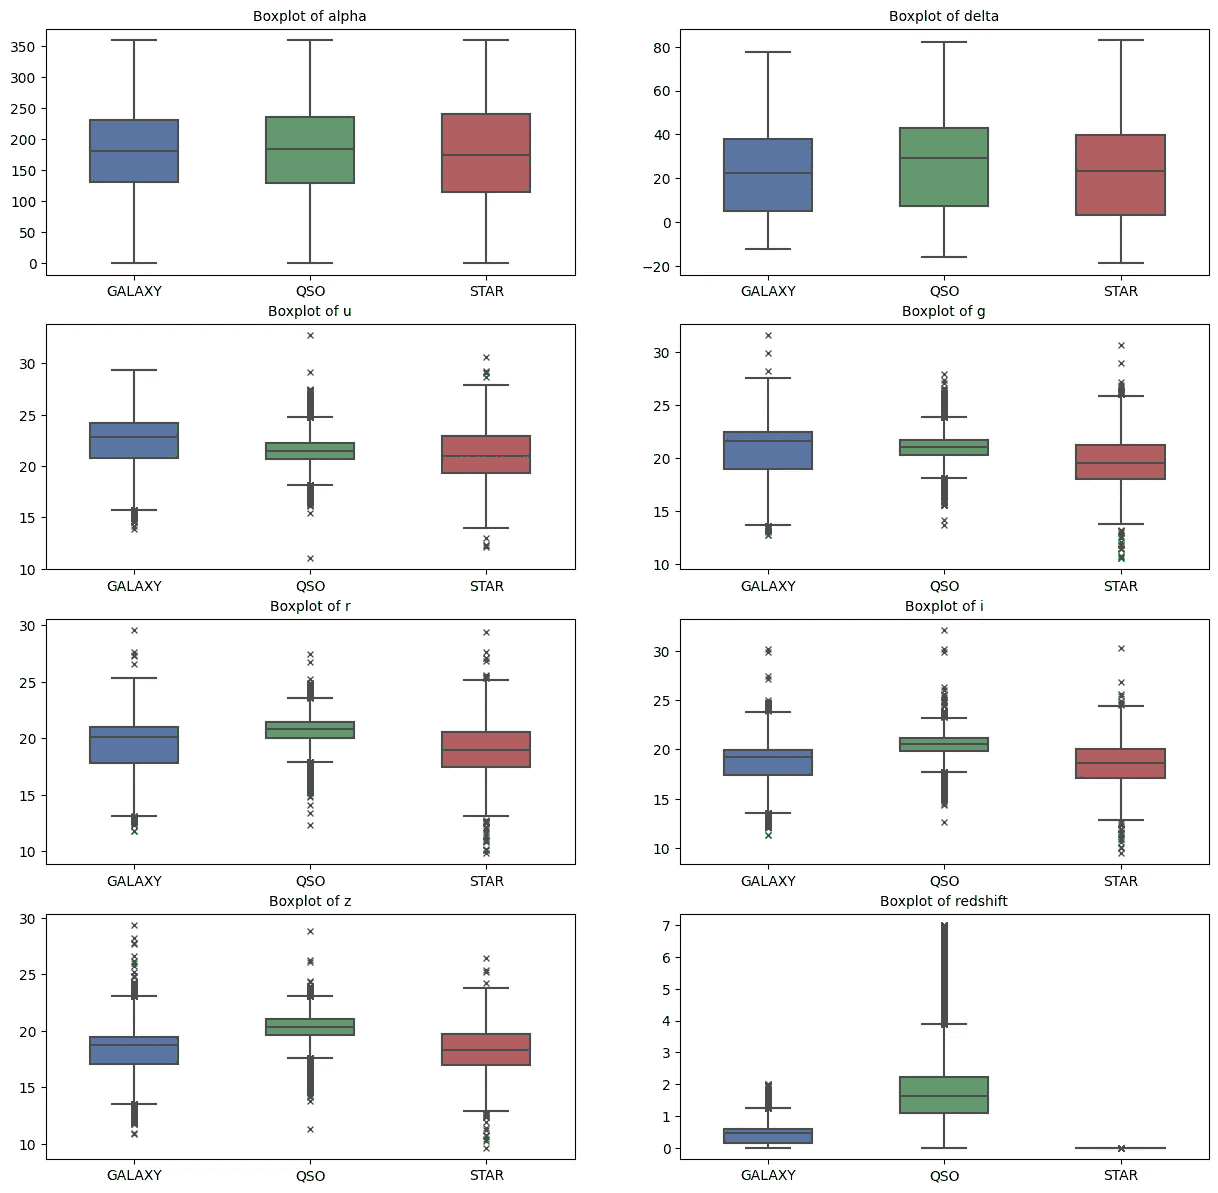 Boxplot of alpha
350
300
250
200
150
100
50
0
GALAXY QSO STAR
Boxplot of delta
80
60
40
20
0
−20
GALAXY QSO STAR
Boxplot of u
30
25
20
15
10
GALAXY QSO STAR
Boxplot of g
30
25
20
15
10
GALAXY QSO STAR
Boxplot of r
30
25
20
15
10
GALAXY QSO STAR
Boxplot of i
30
25
20
15
10
GALAXY QSO STAR
Boxplot of z
30
25
20
15
10
GALAXY QSO STAR
Boxplot of redshift
7
6
5
4
3
2
1
0
GALAXY QSO STAR